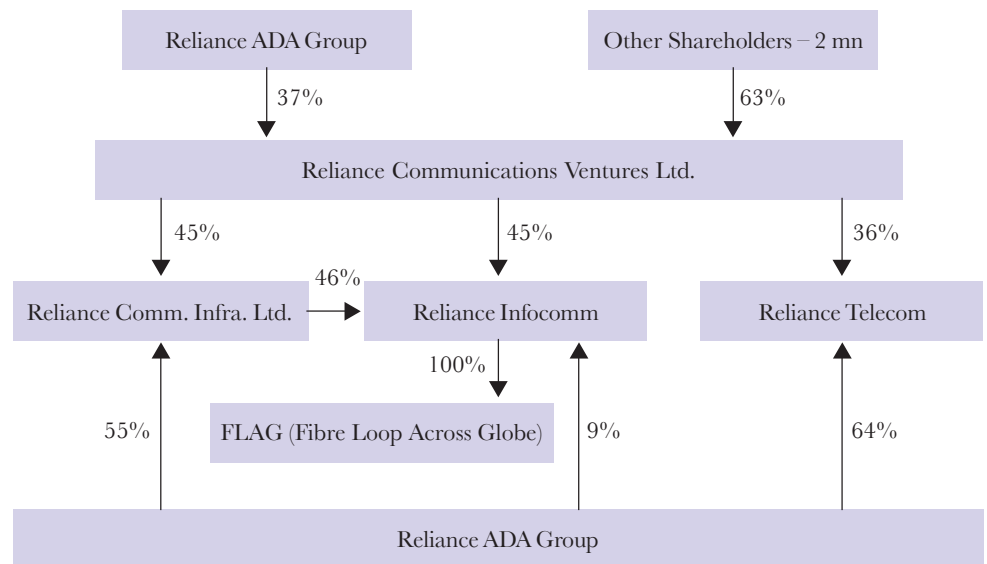 Reliance ADA Group
Other Shareholders – 2 mn
37%
63%
Reliance Communications Ventures Ltd.
45%
45%
36%
46%
Reliance Comm. Infra. Ltd.
Reliance Infocomm
Reliance Telecom
100%
FLAG (Fibre Loop Across Globe)
55%
9%
64%
Reliance ADA Group